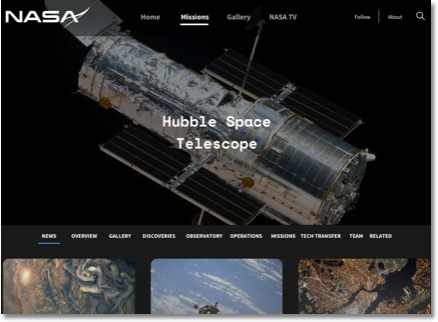 NASA Home Missions Gallery NASA TV Follow About
Hubble Space
Telescope
NEWS OVERVIEW GALLERY DISCOVERIES OBSERVATORY OPERATIONS MISSIONS TECH TRANSFER TEAM RELATED